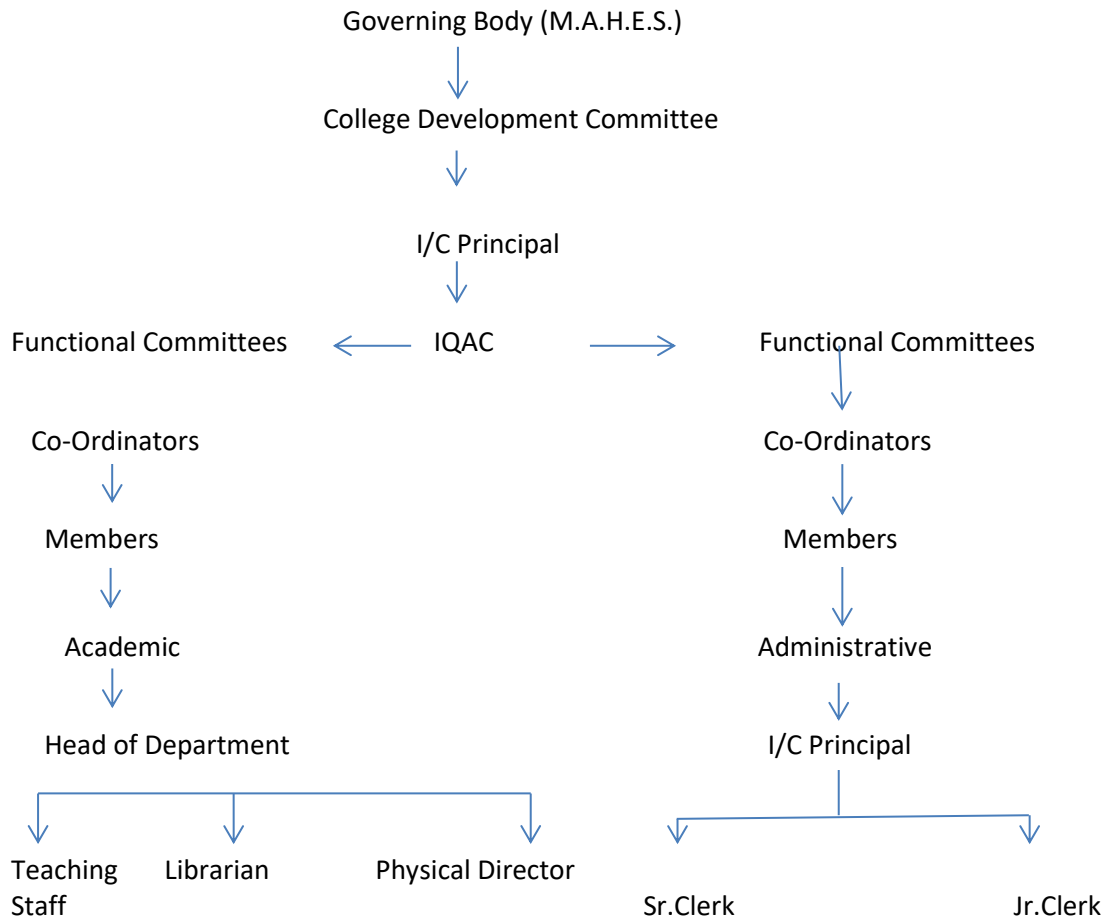 Governing Body (M.A.H.E.S.)
College Development Committee
I/C Principal
Functional Committees
IQAC
Functional Committees
Co-Ordinators
Co-Ordinators
Members
Members
Academic
Administrative
Head of Department
I/C Principal
Teaching
Staff
Librarian
Physical Director
Sr.Clerk
Jr.Clerk